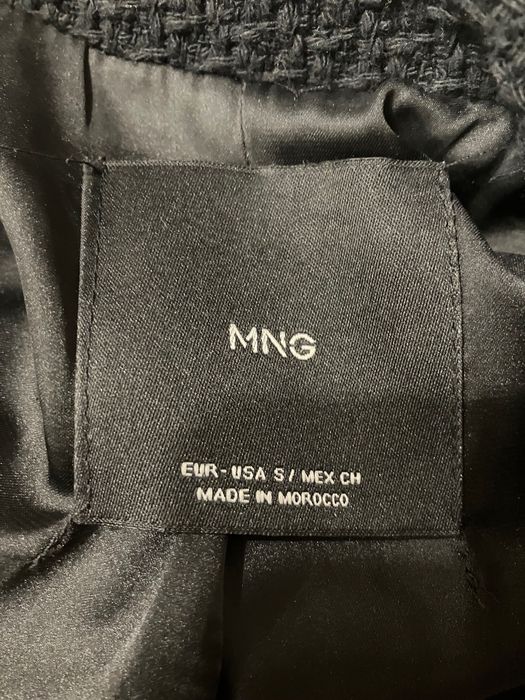 MNG
EUR-USA S / MEX CH
MADE IN MOROCCO